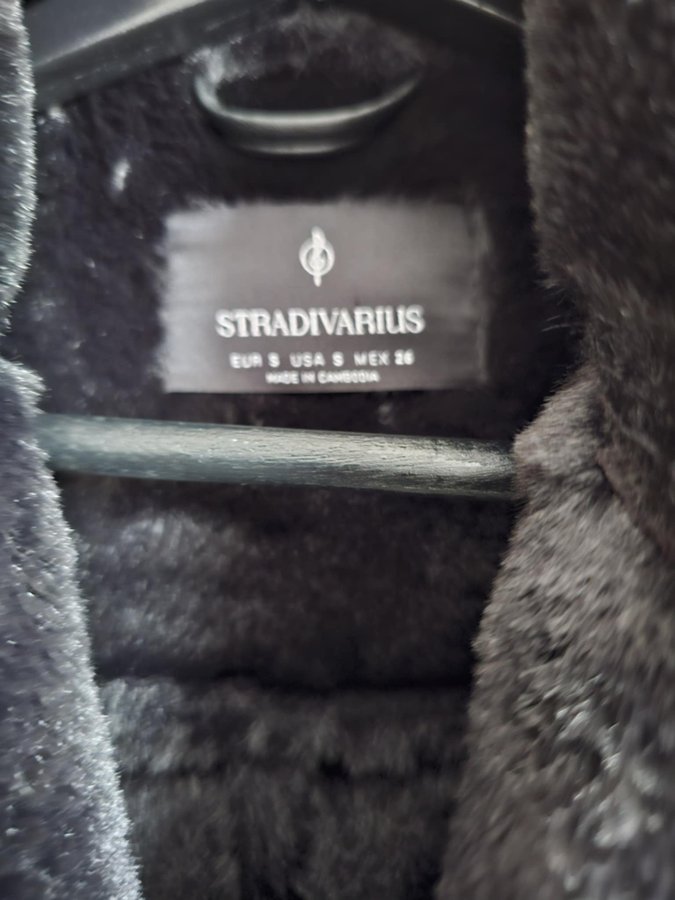 STRADIVARIUS
EUR S USA S MEX 26
MADE IN CAMBODIA